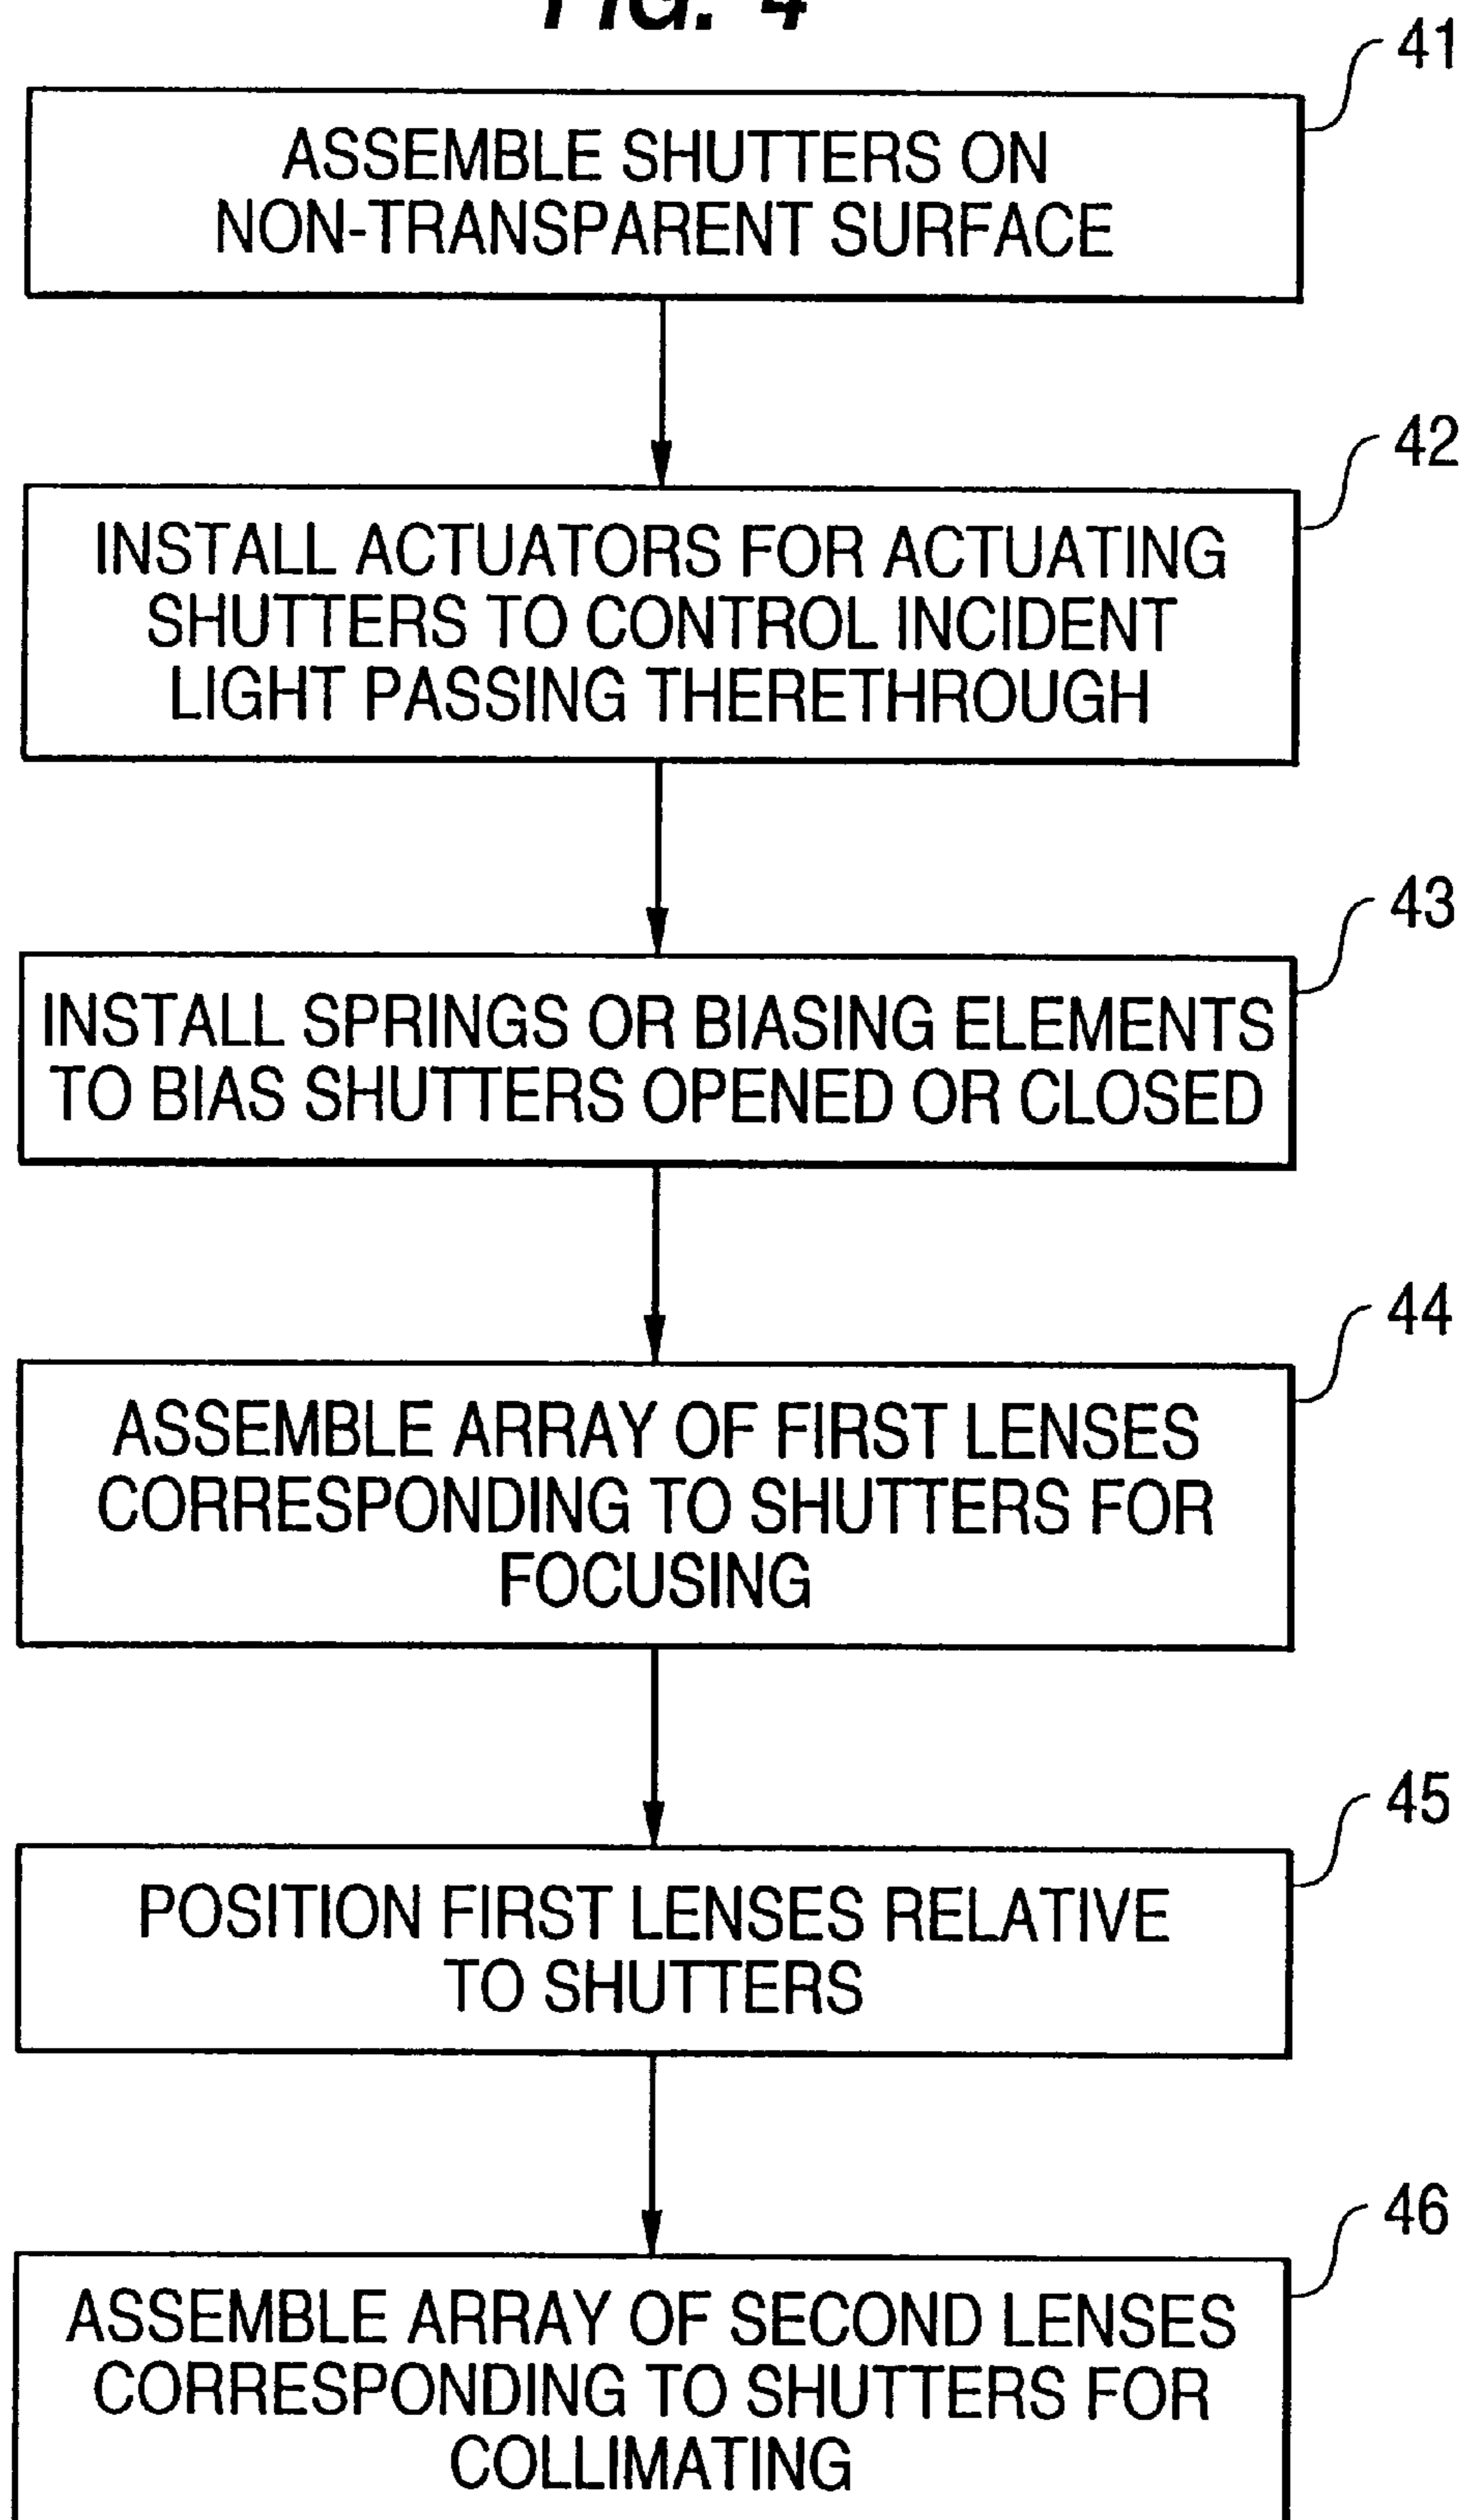 FIG. 4
41
ASSEMBLE SHUTTERS ON
NON-TRANSPARENT SURFACE
42
INSTALL ACTUATORS FOR ACTUATING
SHUTTERS TO CONTROL INCIDENT
LIGHT PASSING THERETHROUGH
43
INSTALL SPRINGS OR BIASING ELEMENTS
TO BIAS SHUTTERS OPENED OR CLOSED
44
ASSEMBLE ARRAY OF FIRST LENSES
CORRESPONDING TO SHUTTERS FOR
FOCUSING
45
POSITION FIRST LENSES RELATIVE
TO SHUTTERS
46
ASSEMBLE ARRAY OF SECOND LENSES
CORRESPONDING TO SHUTTERS FOR
COLLIMATING